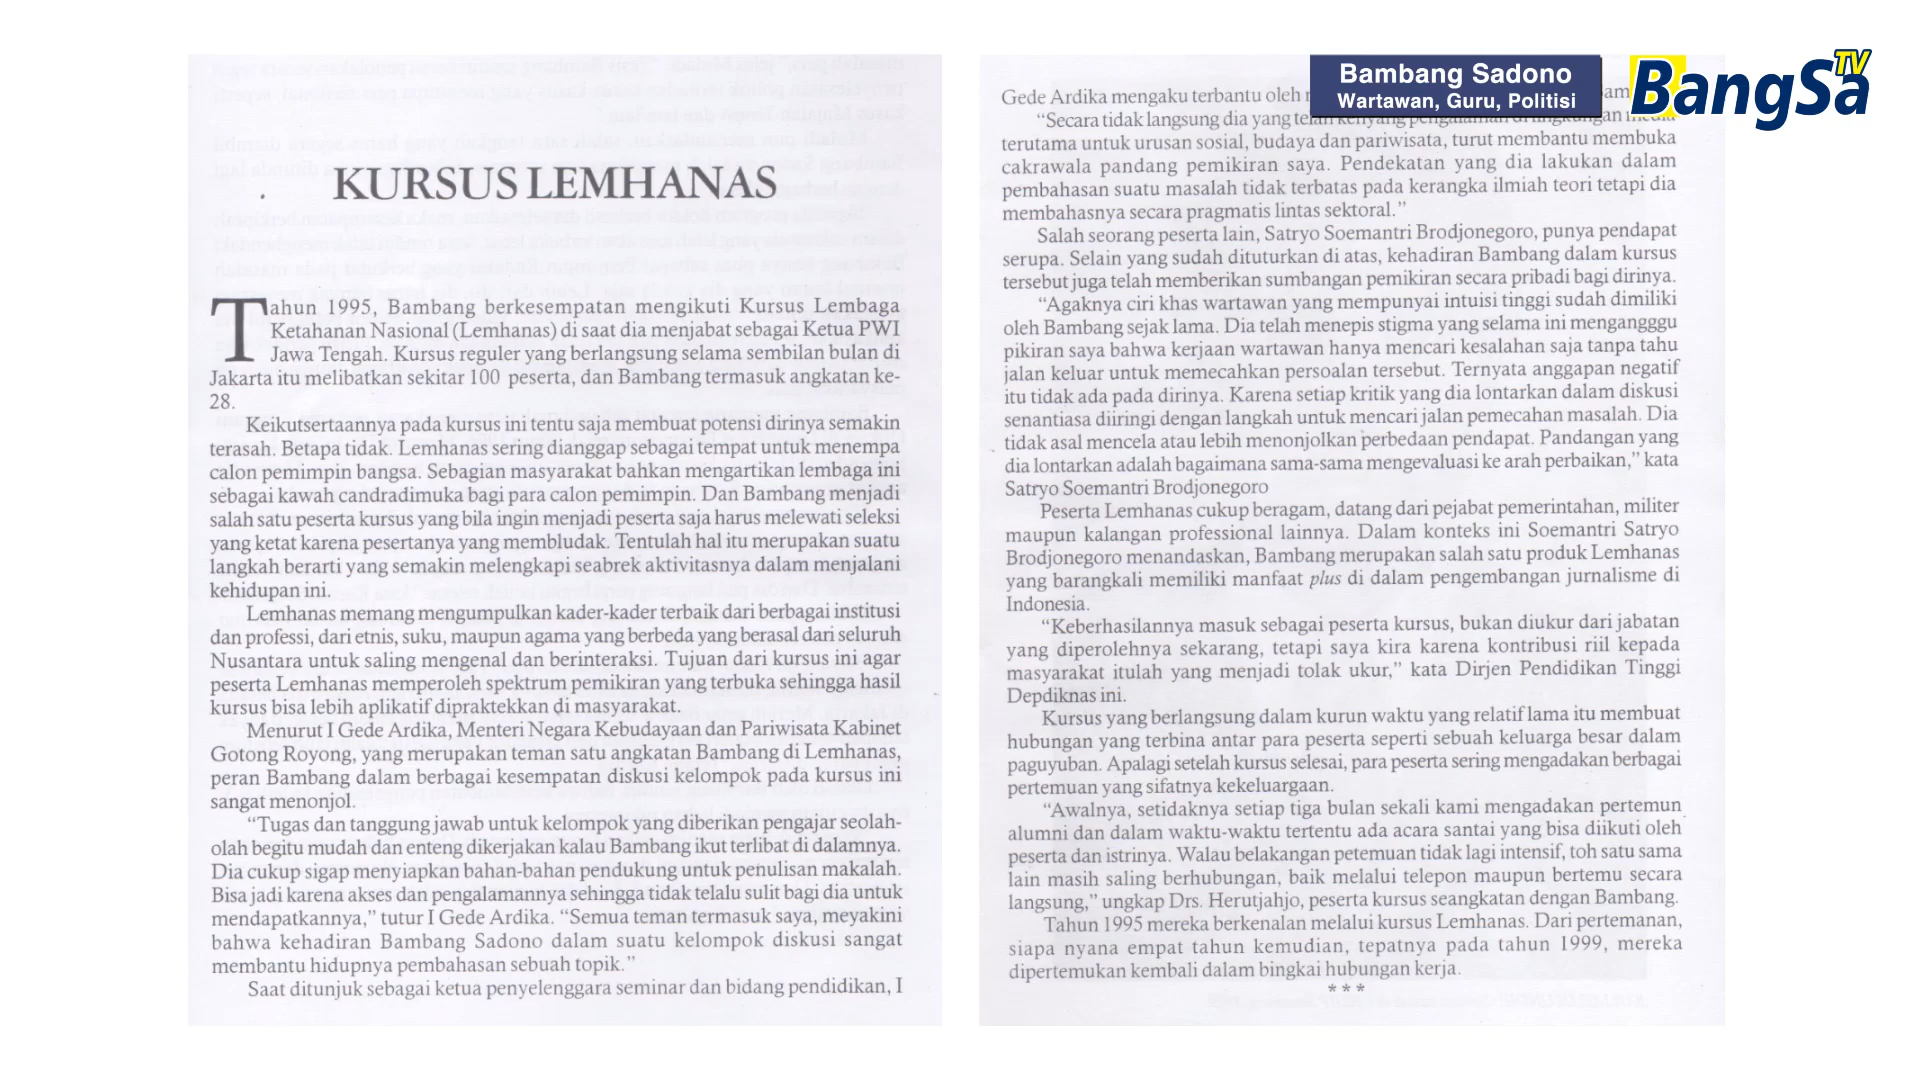 KURSUS LEMHANAS
Tahun 1995, Bambang berkesempatan mengikuti Kursus Lembaga
Ketahanan Nasional (Lemhanas) di saat dia menjabat sebagai Ketua PWI
Jawa Tengah. Kursus reguler yang berlangsung selama sembilan bulan di
Jakarta itu melibatkan sekitar 100 peserta, dan Bambang termasuk angkatan ke-
28.
Keikutsertaannya pada kursus ini tentu saja membuat potensi dirinya semakin
terasah. Betapa tidak. Lemhanas sering dianggap sebagai tempat untuk menempa
calon pemimpin bangsa. Sebagian masyarakat bahkan mengartikan lembaga ini
sebagai kawah candradimuka bagi para calon pemimpin. Dan Bambang menjadi
salah satu peserta kursus yang bila ingin menjadi peserta saja harus melewati seleksi
yang ketat karena pesertanya yang membludak. Tentulah hal itu merupakan suatu
langkah berarti yang semakin melengkapi seabrek aktivitasnya dalam menjalani
kehidupan ini.
Lemhanas memang mengumpulkan kader-kader terbaik dari berbagai institusi
dan professi, dari etnis, suku, maupun agama yang berbeda yang berasal dari seluruh
Nusantara untuk saling mengenal dan berinteraksi. Tujuan dari kursus ini agar
peserta Lemhanas memperoleh spektrum pemikiran yang terbuka sehingga hasil
kursus bisa lebih aplikatif dipraktekkan di masyarakat.
Menurut I Gede Ardika, Menteri Negara Kebudayaan dan Pariwisata Kabinet
Gotong Royong, yang merupakan teman satu angkatan Bambang di Lemhanas,
peran Bambang dalam berbagai kesempatan diskusi kelompok pada kursus ini
sangat menonjol.
“Tugas dan tanggung jawab untuk kelompok yang diberikan pengajar seolah-
olah begitu mudah dan enteng dikerjakan kalau Bambang ikut terlibat di dalamnya.
Dia cukup sigap menyiapkan bahan-bahan pendukung untuk penulisan makalah.
Bisa jadi karena akses dan pengalamannya sehingga tidak telalu sulit bagi dia untuk
mendapatkannya,” tutur I Gede Ardika. “Semua teman termasuk saya, meyakini
bahwa kehadiran Bambang Sadono dalam suatu kelompok diskusi sangat
membantu hidupnya pembahasan sebuah topik.”
Saat ditunjuk sebagai ketua penyelenggara seminar dan bidang pendidikan, I
Bambang Sadono
Wartawan, Guru, Politisi
BangSa TV
Gede Ardika mengaku terbantu oleh
“Secara tidak langsung dia yang telah kenyang pengalaman di lingkungan media
terutama untuk urusan sosial, budaya dan pariwisata, turut membantu membuka
cakrawala pandang pemikiran saya. Pendekatan yang dia lakukan dalam
pembahasan suatu masalah tidak terbatas pada kerangka ilmiah teori tetapi dia
membahasnya secara pragmatis lintas sektoral.”
Salah seorang peserta lain, Satryo Soemantri Brodjonegoro, punya pendapat
serupa. Selain yang sudah dituturkan di atas, kehadiran Bambang dalam kursus
tersebut juga telah memberikan sumbangan pemikiran secara pribadi bagi dirinya.
“Agaknya ciri khas wartawan yang mempunyai intuisi tinggi sudah dimiliki
oleh Bambang sejak lama. Dia telah menepis stigma yang selama ini mengangggu
pikiran saya bahwa kerjaan wartawan hanya mencari kesalahan saja tanpa tahu
jalan keluar untuk memecahkan persoalan tersebut. Ternyata anggapan negatif
itu tidak ada pada dirinya. Karena setiap kritik yang dia lontarkan dalam diskusi
senantiasa diiringi dengan langkah untuk mencari jalan pemecahan masalah. Dia
tidak asal mencela atau lebih menonjolkan perbedaan pendapat. Pandangan yang
dia lontarkan adalah bagaimana sama-sama mengevaluasi ke arah perbaikan,” kata
Satryo Soemantri Brodjonegoro
Peserta Lemhanas cukup beragam, datang dari pejabat pemerintahan, militer
maupun kalangan professional lainnya. Dalam konteks ini Soemantri Satryo
Brodjonegoro menandaskan, Bambang merupakan salah satu produk Lemhanas
yang barangkali memiliki manfaat plus di dalam pengembangan jurnalisme di
Indonesia.
“Keberhasilannya masuk sebagai peserta kursus, bukan diukur dari jabatan
yang diperolehnya sekarang, tetapi saya kira karena kontribusi riil kepada
masyarakat itulah yang menjadi tolak ukur,” kata Dirjen Pendidikan Tinggi
Depdiknas ini.
Kursus yang berlangsung dalam kurun waktu yang relatif lama itu membuat
hubungan yang terbina antar para peserta seperti sebuah keluarga besar dalam
paguyuban. Apalagi setelah kursus selesai, para peserta sering mengadakan berbagai
pertemuan yang sifatnya kekeluargaan.
“Awalnya, setidaknya setiap tiga bulan sekali kami mengadakan pertemun
alumni dan dalam waktu-waktu tertentu ada acara santai yang bisa diikuti oleh
peserta dan istrinya. Walau belakangan petemuan tidak lagi intensif, toh satu sama
lain masih saling berhubungan, baik melalui telepon maupun bertemu secara
langsung,” ungkap Drs. Herutjahjo, peserta kursus seangkatan dengan Bambang.
Tahun 1995 mereka berkenalan melalui kursus Lemhanas. Dari pertemanan,
siapa nyana empat tahun kemudian, tepatnya pada tahun 1999, mereka
dipertemukan kembali dalam bingkai hubungan kerja.
***